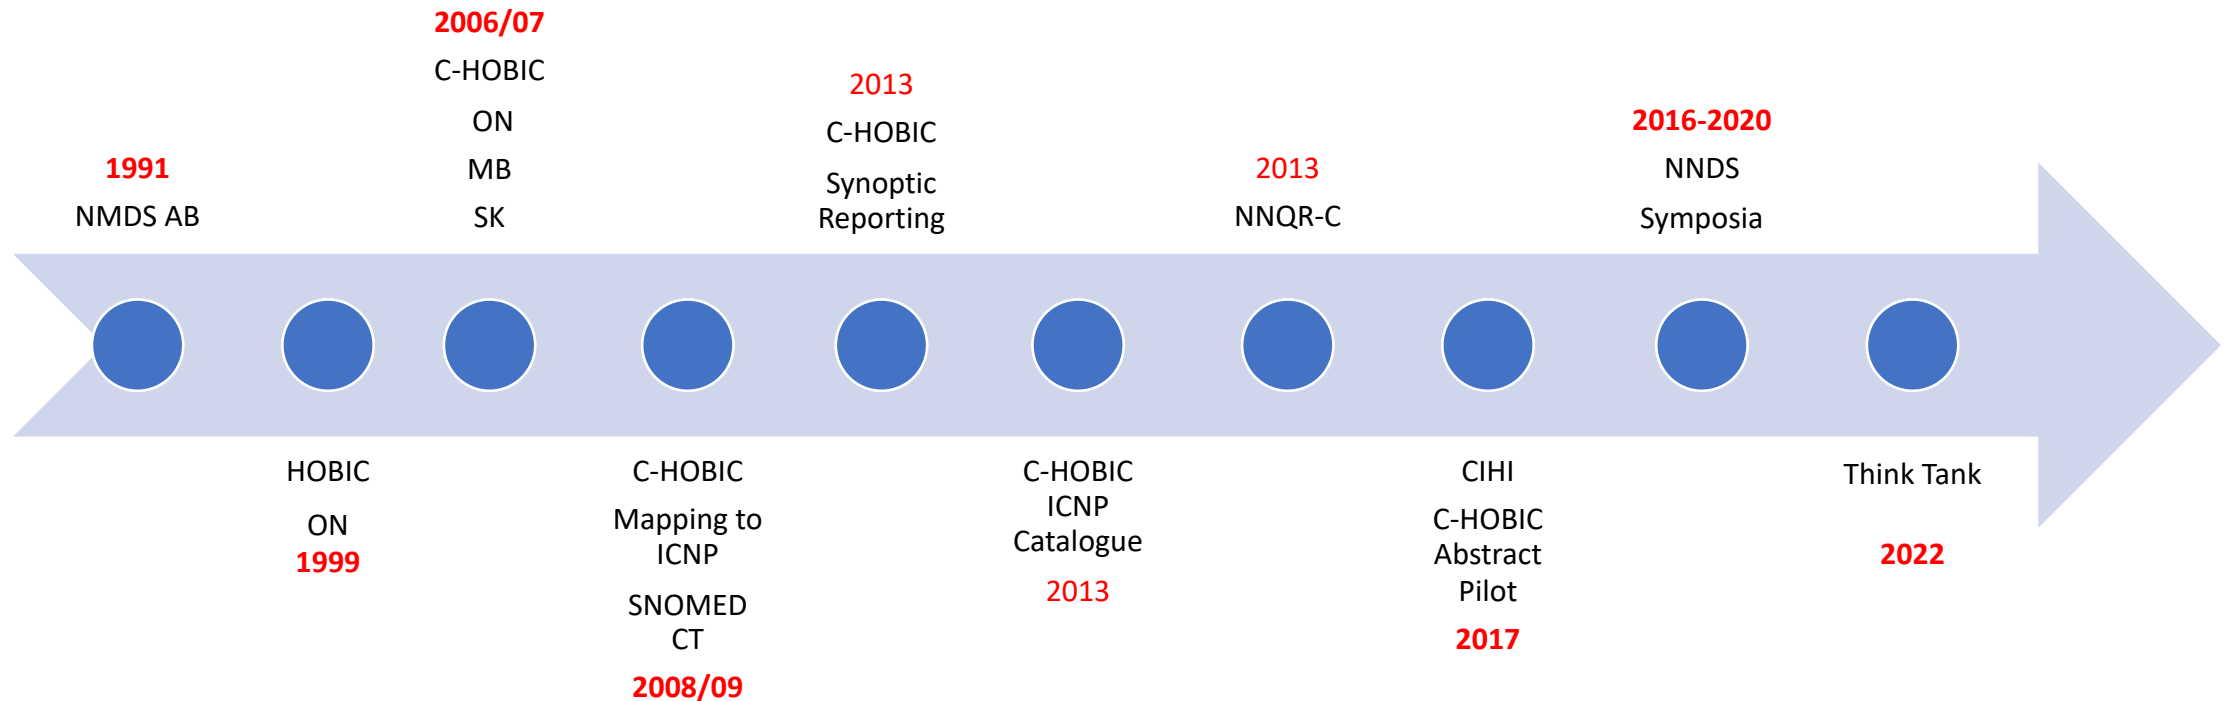 1991
NMDS AB
HOBIC
ON
1999
2006/07
C-HOBIC
ON
MB
SK
C-HOBIC
Mapping to
ICNP
SNOMED
CT
2008/09
2013
C-HOBIC
Synoptic
Reporting
C-HOBIC
ICNP
Catalogue
2013
2013
NNQR-C
CIHI
C-HOBIC
Abstract
Pilot
2017
2016-2020
NNDS
Symposia
Think Tank
2022